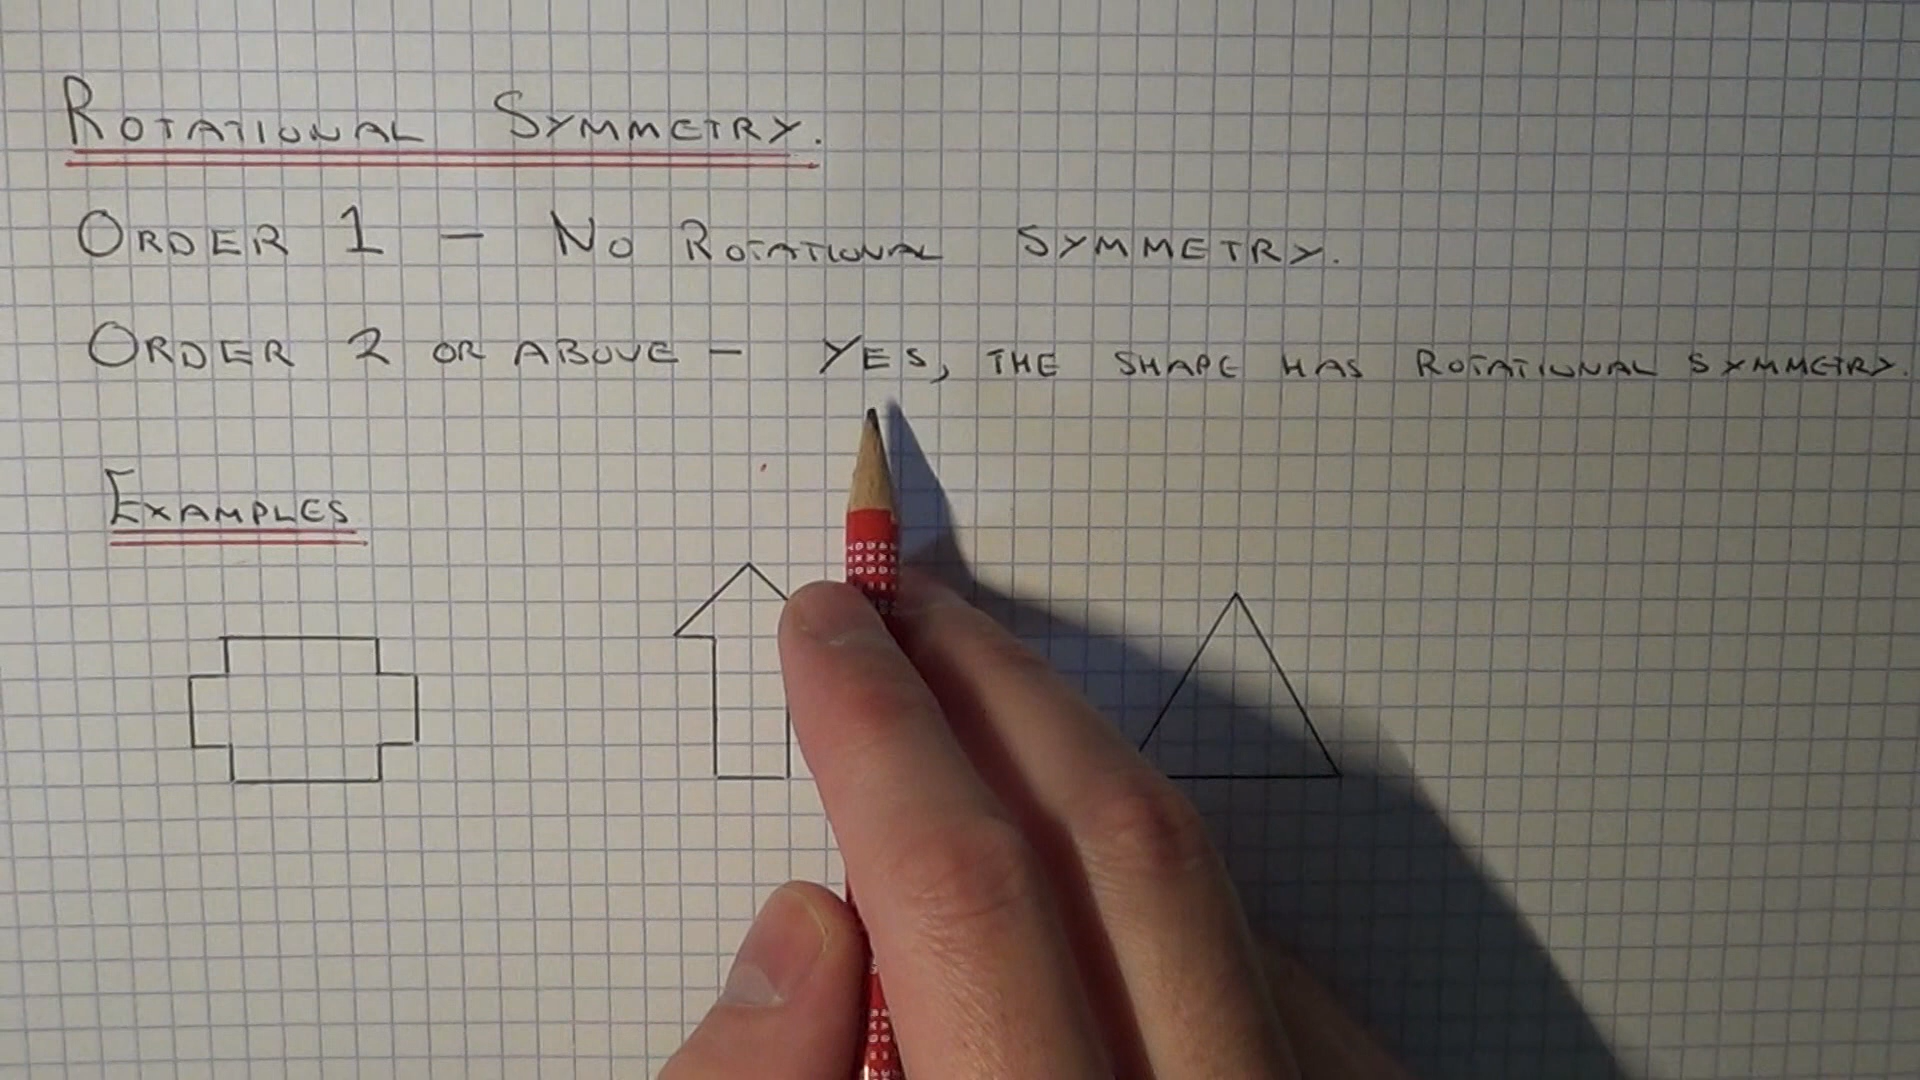 ROTATIONAL SYMMETRY.
ORDER 1 - NO ROTATIONAL SYMMETRY.
ORDER 2 OR ABOVE - YES, THE SHAPE HAS ROTATIONAL SYMMETRY.
EXAMPLES